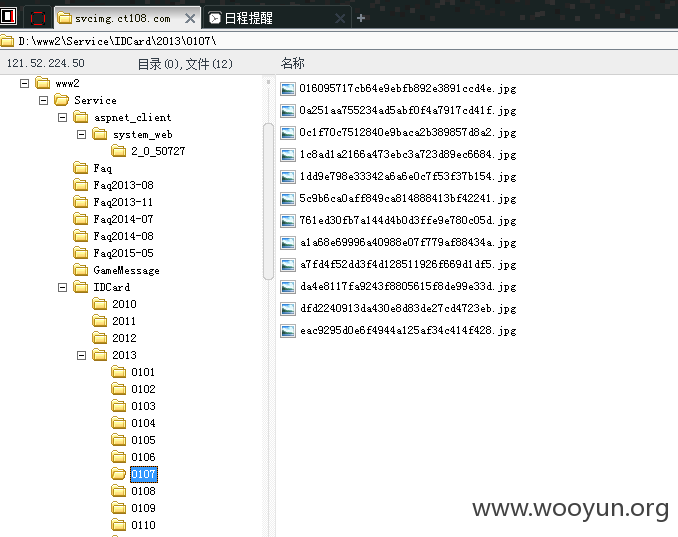 svcimg.ct108.com
日程提醒
D:\www2\Service\IDCard\2013\0107\
121.52.224.50
目录(0),文件(12)
名称
www2
Service
aspnet_client
system_web
2_0_50727
Faq
Faq2013-08
Faq2013-11
Faq2014-07
Faq2014-08
Faq2015-05
GameMessage
IDCard
2010
2011
2012
2013
0101
0102
0103
0104
0105
0106
0107
0108
0109
0110
016095717cb64e9ebfb892e3891ccd4e.jpg
0a251aa755234ad5abf0f4a7917cd41f.jpg
0c1f70c7512840e9baca2b389857d8a2.jpg
1c8ad1a2166a473ebc3a723d89ec6684.jpg
1dd9e798e33342a6a6e0c7f53f37b154.jpg
5c9b6ca0aff849ca814888413bf42241.jpg
761ed30fb7a144d4b0d3ffe9e780c05d.jpg
a1a68e69996a40988e07f779af88434a.jpg
a7fd4f52dd3f4d128511926f669d1df5.jpg
da4e8117fa9243f8805615f8de99e33d.jpg
dfd2240913da430e8d83de27cd4723eb.jpg
eac9295d0e6f4944a125af34c414f428.jpg
www.wooyun.org